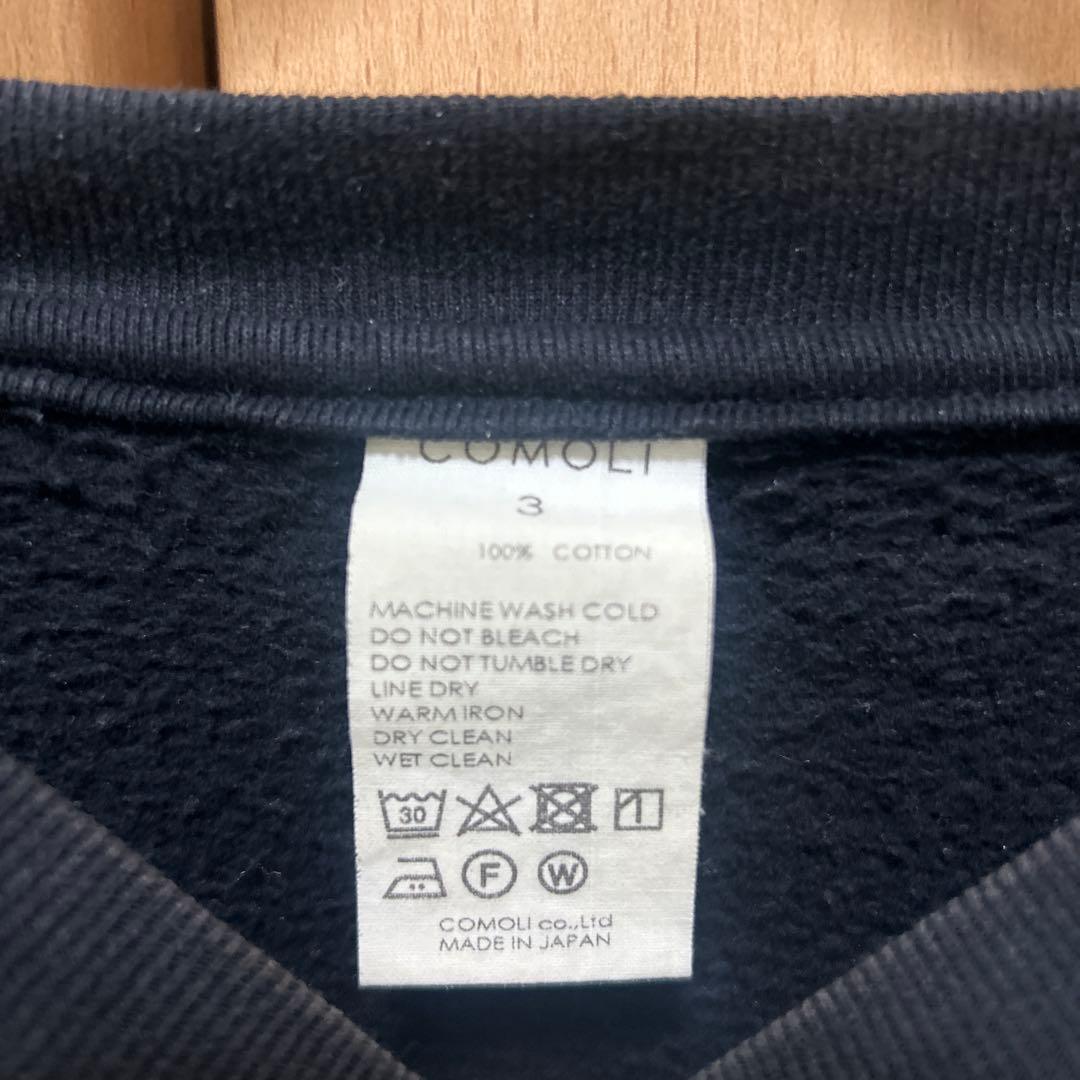 COMOLI
3
100% COTTON
MACHINE WASH COLD
DO NOT BLEACH
DO NOT TUMBLE DRY
LINE DRY
WARM IRON
DRY CLEAN
WET CLEAN
30
F W
COMOLI co.,Ltd
MADE IN JAPAN